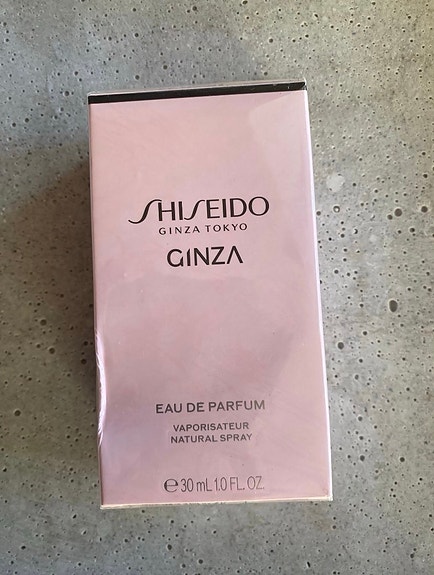 SHISEIDO
GINZA TOKYO
GINZA
EAU DE PARFUM
VAPORISATEUR
NATURAL SPRAY
℮ 30 mL 1.0 FL. OZ.